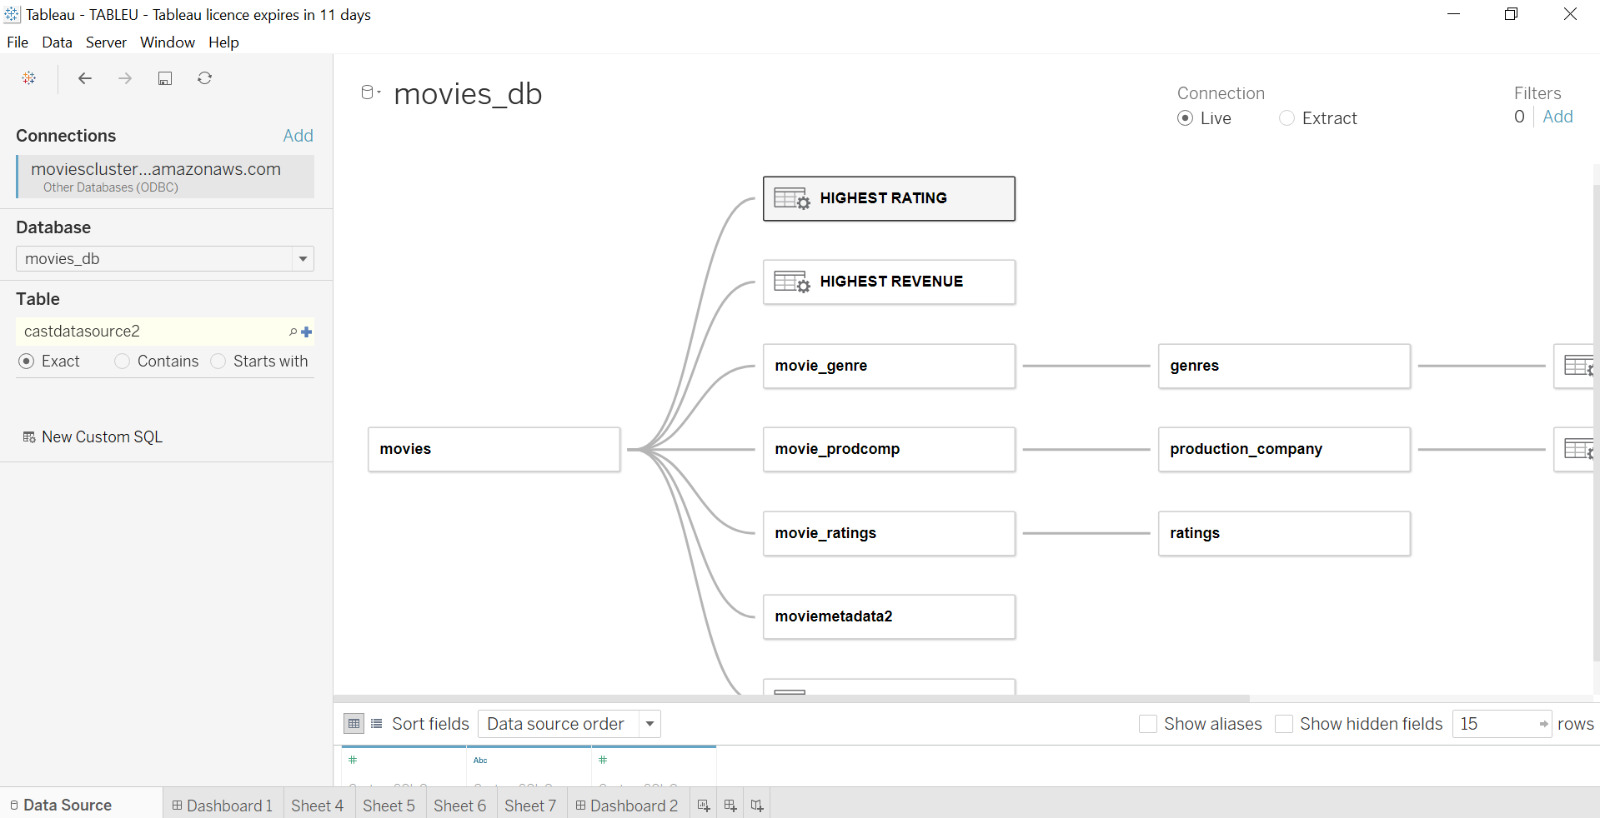 Tableau - TABLEU - Tableau licence expires in 11 days
File Data Server Window Help
Connections Add
moviescluster...amazonaws.com
Other Databases (ODBC)
Database
movies_db
Table
castdatasource2
Exact Contains Starts with
New Custom SQL
movies_db
Connection
Live Extract
Filters
0 Add
HIGHEST RATING
HIGHEST REVENUE
movie_genre genres
movies movie_prodcomp production_company
movie_ratings ratings
moviemetadata2
Sort fields Data source order Show aliases Show hidden fields 15 rows
# Abc #
Data Source Dashboard 1 Sheet 4 Sheet 5 Sheet 6 Sheet 7 Dashboard 2